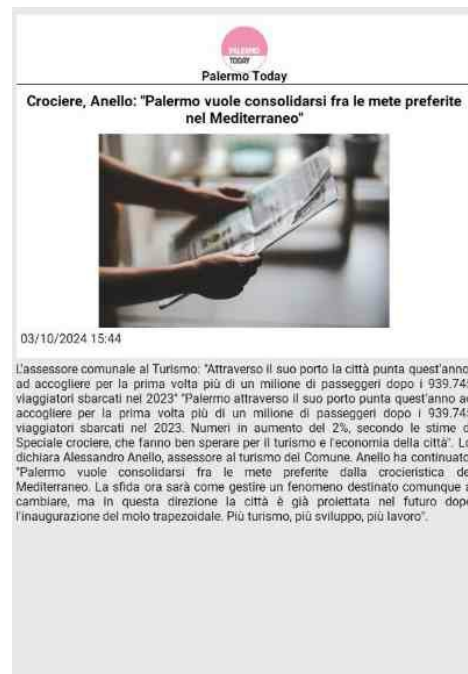 PALERMO
TODAY
Palermo Today
Crociere, Anello: "Palermo vuole consolidarsi fra le mete preferite
nel Mediterraneo"
03/10/2024 15:44
L'assessore comunale al Turismo: "Attraverso il suo porto la città punta quest'anno
ad accogliere per la prima volta più di un milione di passeggeri dopo i 939.74
viaggiatori sbarcati nel 2023" "Palermo attraverso il suo porto punta quest'anno a
accogliere per la prima volta più di un milione di passeggeri dopo i 939.74
viaggiatori sbarcati nel 2023. Numeri in aumento del 2%, secondo le stime d
Speciale crociere, che fanno ben sperare per il turismo e l'economia della città". Lo
dichiara Alessandro Anello, assessore al turismo del Comune. Anello ha continuato
"Palermo vuole consolidarsi fra le mete preferite dalla crocieristica de
Mediterraneo. La sfida ora sarà come gestire un fenomeno destinato comunque a
cambiare, ma in questa direzione la città è già proiettata nel futuro dopo
l'inaugurazione del molo trapezoidale. Più turismo, più sviluppo, più lavoro".